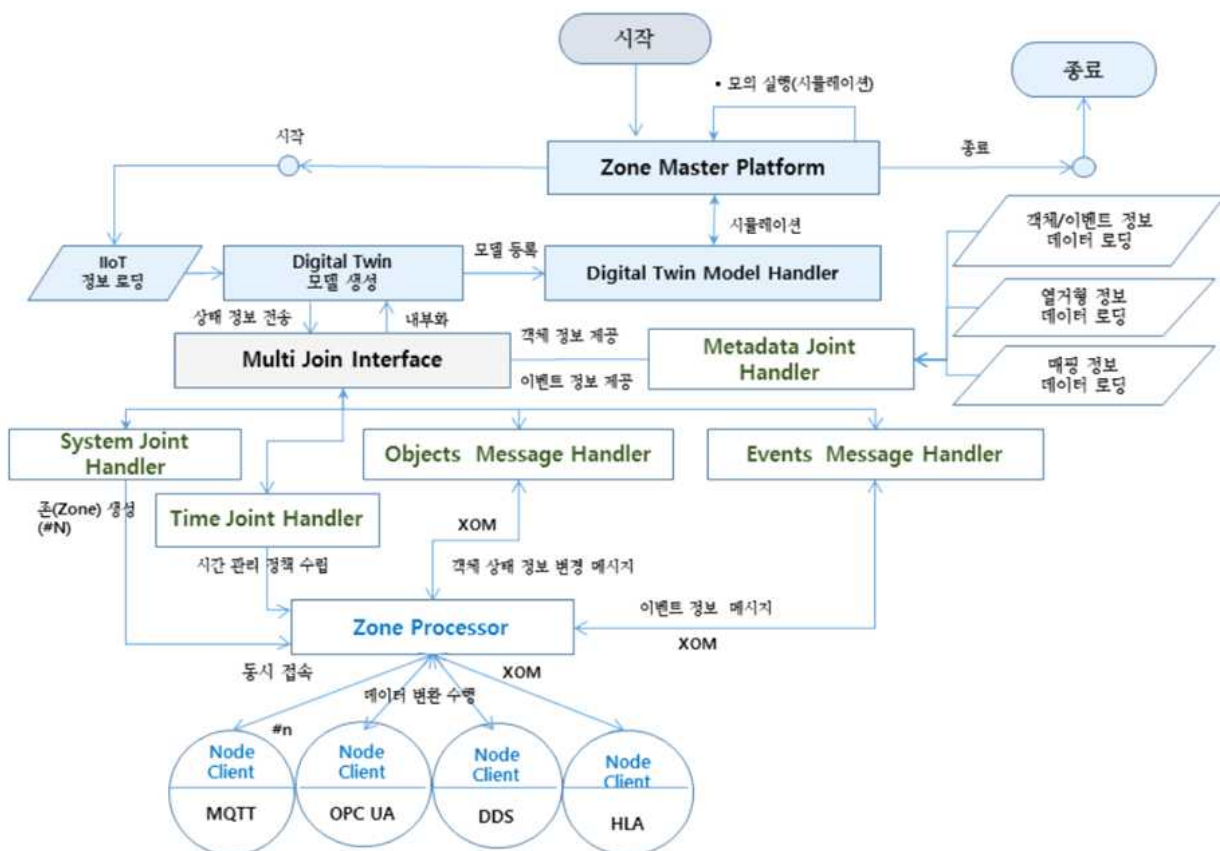 시작
• 모의 실행(시뮬레이션)
종료
시작
Zone Master Platform
종료
객체/이벤트 정보
데이터 로딩
시뮬레이션
IIoT
정보 로딩
Digital Twin
모델 생성
모델 등록
Digital Twin Model Handler
열거형 정보
데이터 로딩
상태 정보 전송
내부화
객체 정보 제공
Multi Join Interface
이벤트 정보 제공
Metadata Joint
Handler
매핑 정보
데이터 로딩
System Joint
Handler
Objects Message Handler
Events Message Handler
존(Zone) 생성
(#N)
Time Joint Handler
XOM
시간 관리 정책 수립
객체 상태 정보 변경 메시지
Zone Processor
이벤트 정보 메시지
XOM
동시 접속
XOM
데이터 변환 수행
#n
Node
Client
MQTT
Node
Client
OPC UA
Node
Client
DDS
Node
Client
HLA